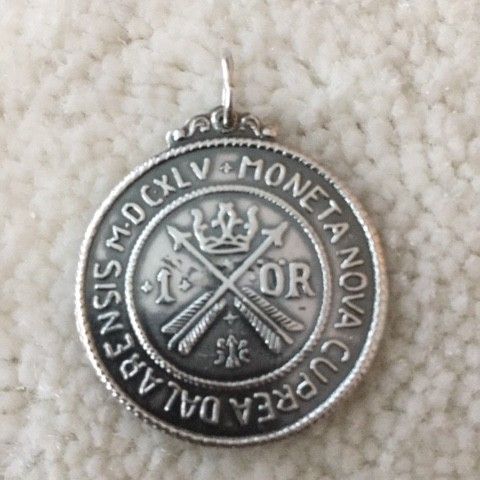 MONETA NOVA CUPREA DALARENSIS M·DCXLV
1 ÖR